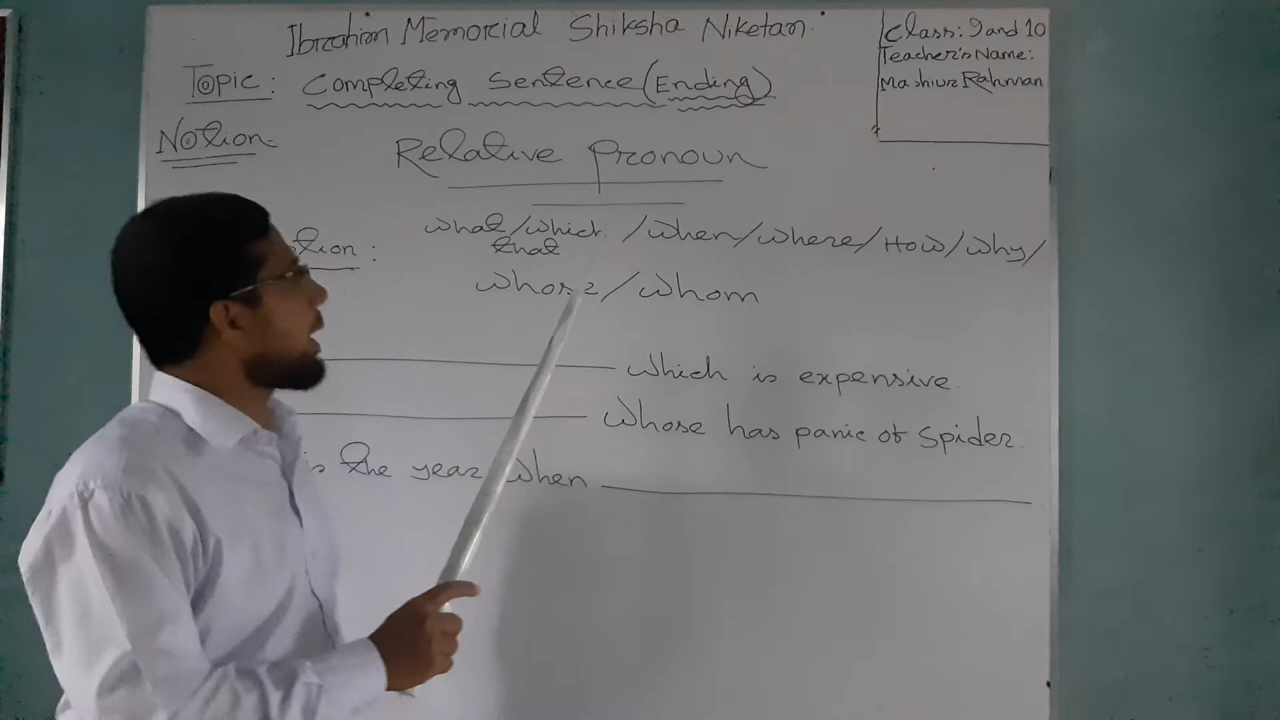 Ibrahim Memorial Shiksha Niketan
Class: 9 and 10
Teacher's Name:
Mashiur Rahman
Topic: Completing Sentence (Ending)
Notion
Relative Pronoun
what/which/when/where/How/why/
that
whose/whom
which is expensive.
whose has panic of spider.
is the year when